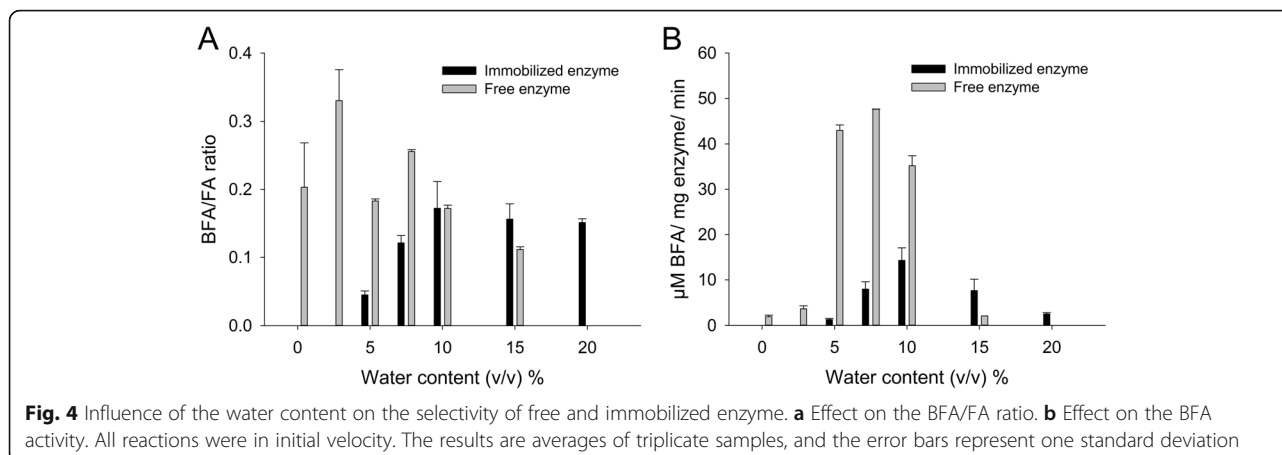 A
0.4
0.3
0.2
0.1
0.0
BFA/FA ratio
Immobilized enzyme
Free enzyme
0 5 10 15 20
Water content (v/v) %
B
60
50
40
30
20
10
0
µM BFA/ mg enzyme/ min
Immobilized enzyme
Free enzyme
0 5 10 15 20
Water content (v/v) %
Fig. 4 Influence of the water content on the selectivity of free and immobilized enzyme. a Effect on the BFA/FA ratio. b Effect on the BFA
activity. All reactions were in initial velocity. The results are averages of triplicate samples, and the error bars represent one standard deviation